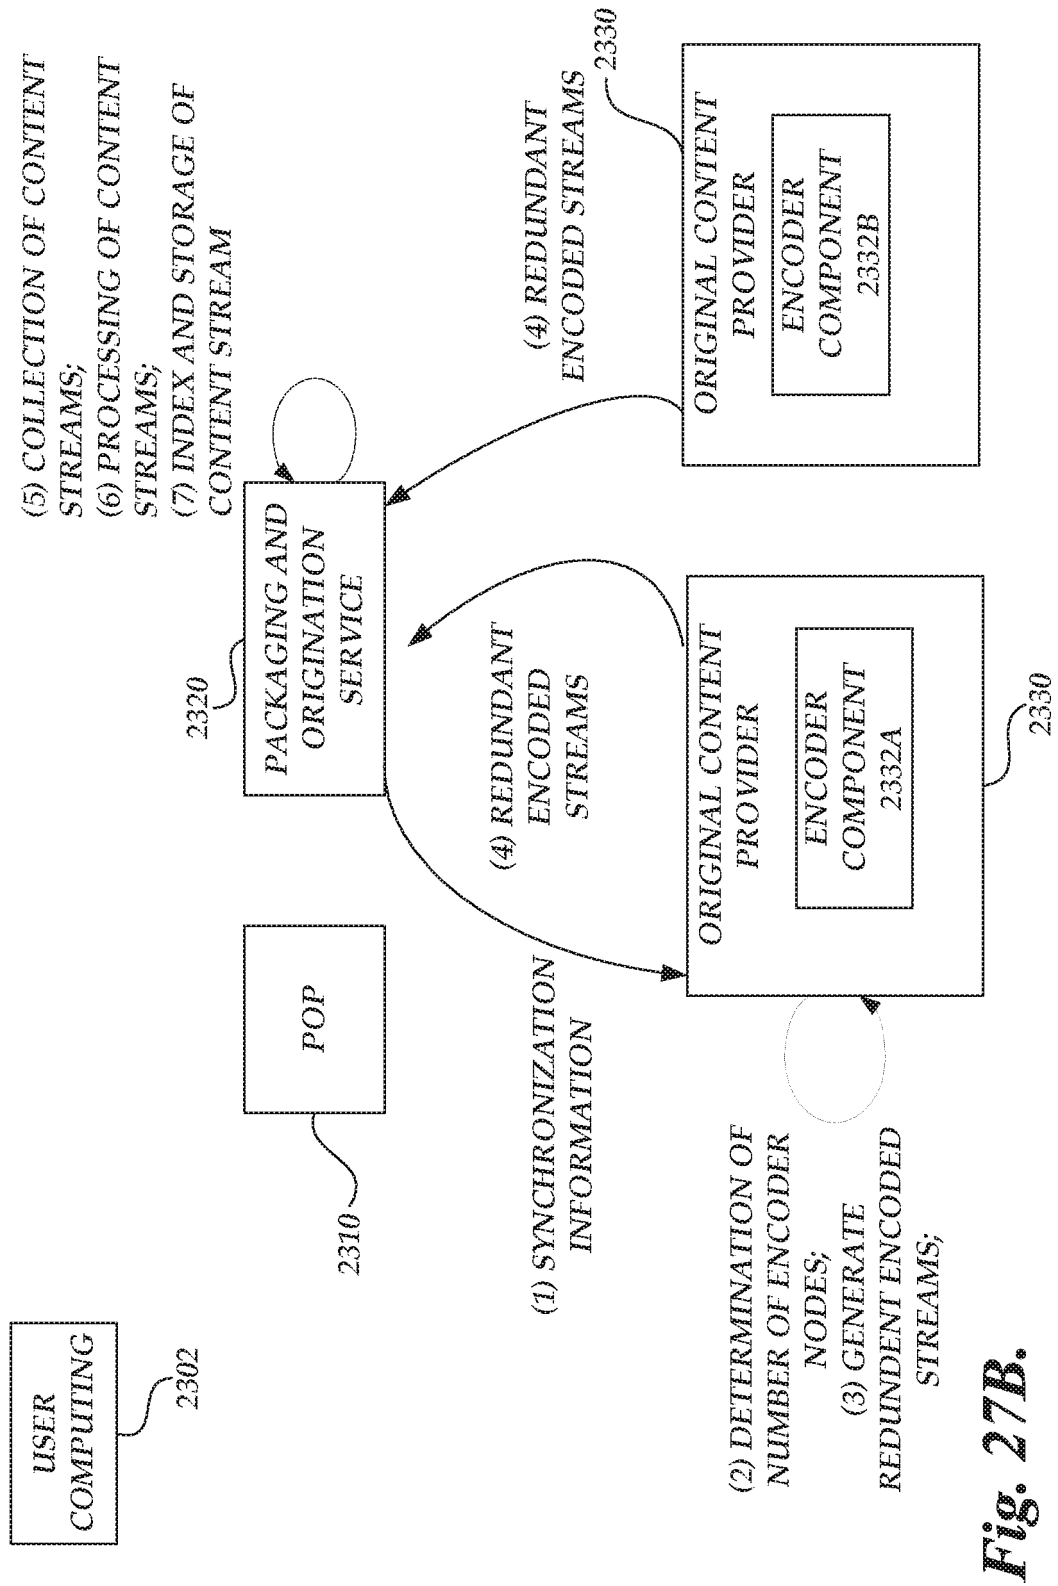 USER
COMPUTING
2302
POP
2310
2320
PACKAGING AND
ORIGINATION
SERVICE
(5) COLLECTION OF CONTENT
STREAMS;
(6) PROCESSING OF CONTENT
STREAMS;
(7) INDEX AND STORAGE OF
CONTENT STREAM
(1) SYNCHRONIZATION
INFORMATION
(4) REDUNDANT
ENCODED
STREAMS
(4) REDUNDANT
ENCODED STREAMS
2330
(2) DETERMINATION OF
NUMBER OF ENCODER
NODES;
(3) GENERATE
REDUNDENT ENCODED
STREAMS;
ORIGINAL CONTENT
PROVIDER
ENCODER
COMPONENT
2332A
2330
ORIGINAL CONTENT
PROVIDER
ENCODER
COMPONENT
2332B
Fig. 27B.